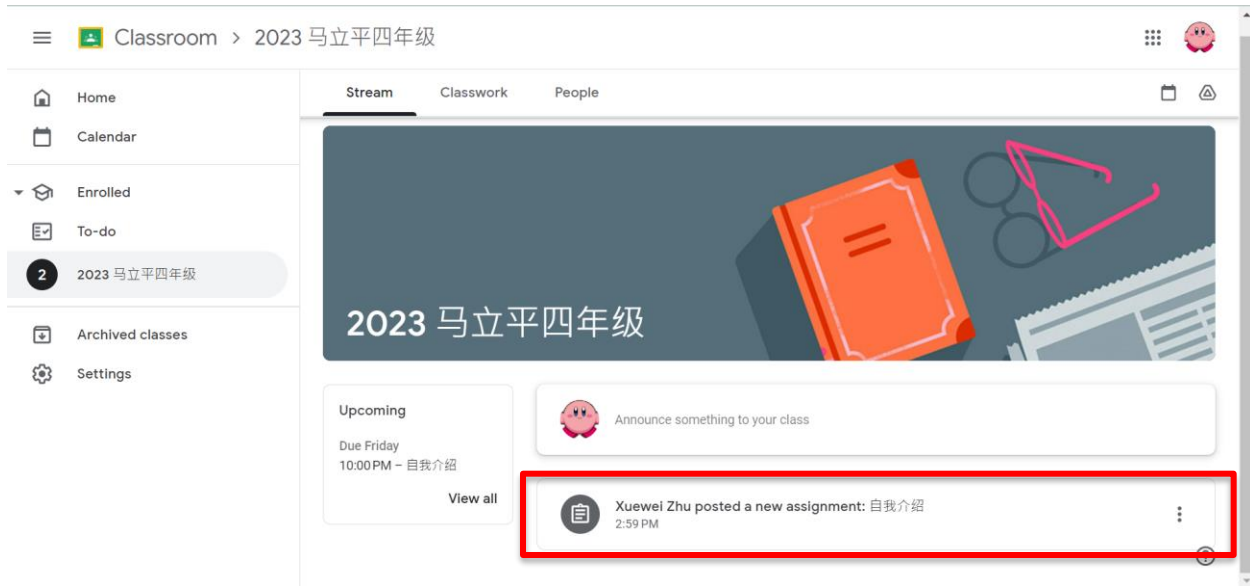 Classroom > 2023 马立平四年级
Home
Calendar
Enrolled
To-do
2 2023 马立平四年级
Archived classes
Settings
Stream Classwork People
2023 马立平四年级
Upcoming
Due Friday
10:00 PM – 自我介绍
View all
Announce something to your class
Xuewei Zhu posted a new assignment: 自我介绍
2:59 PM